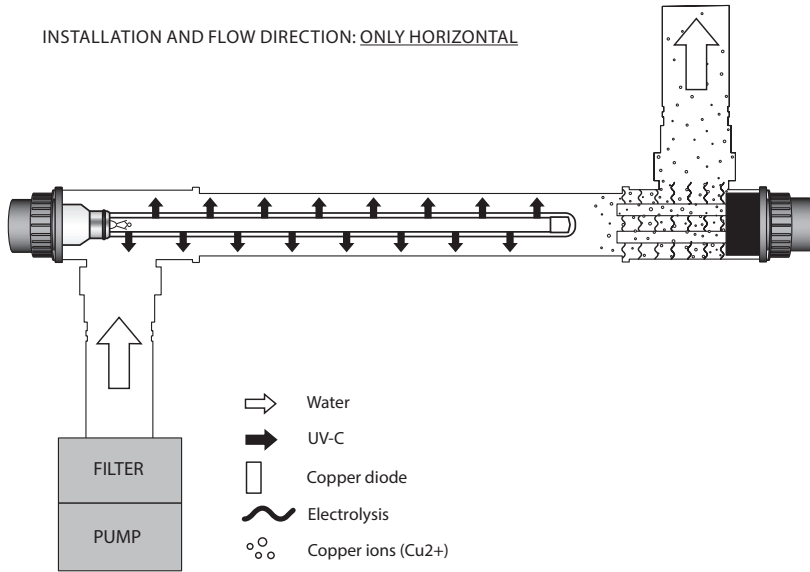 INSTALLATION AND FLOW DIRECTION: ONLY HORIZONTAL
FILTER
PUMP
Water
UV-C
Copper diode
Electrolysis
Copper ions (Cu2+)